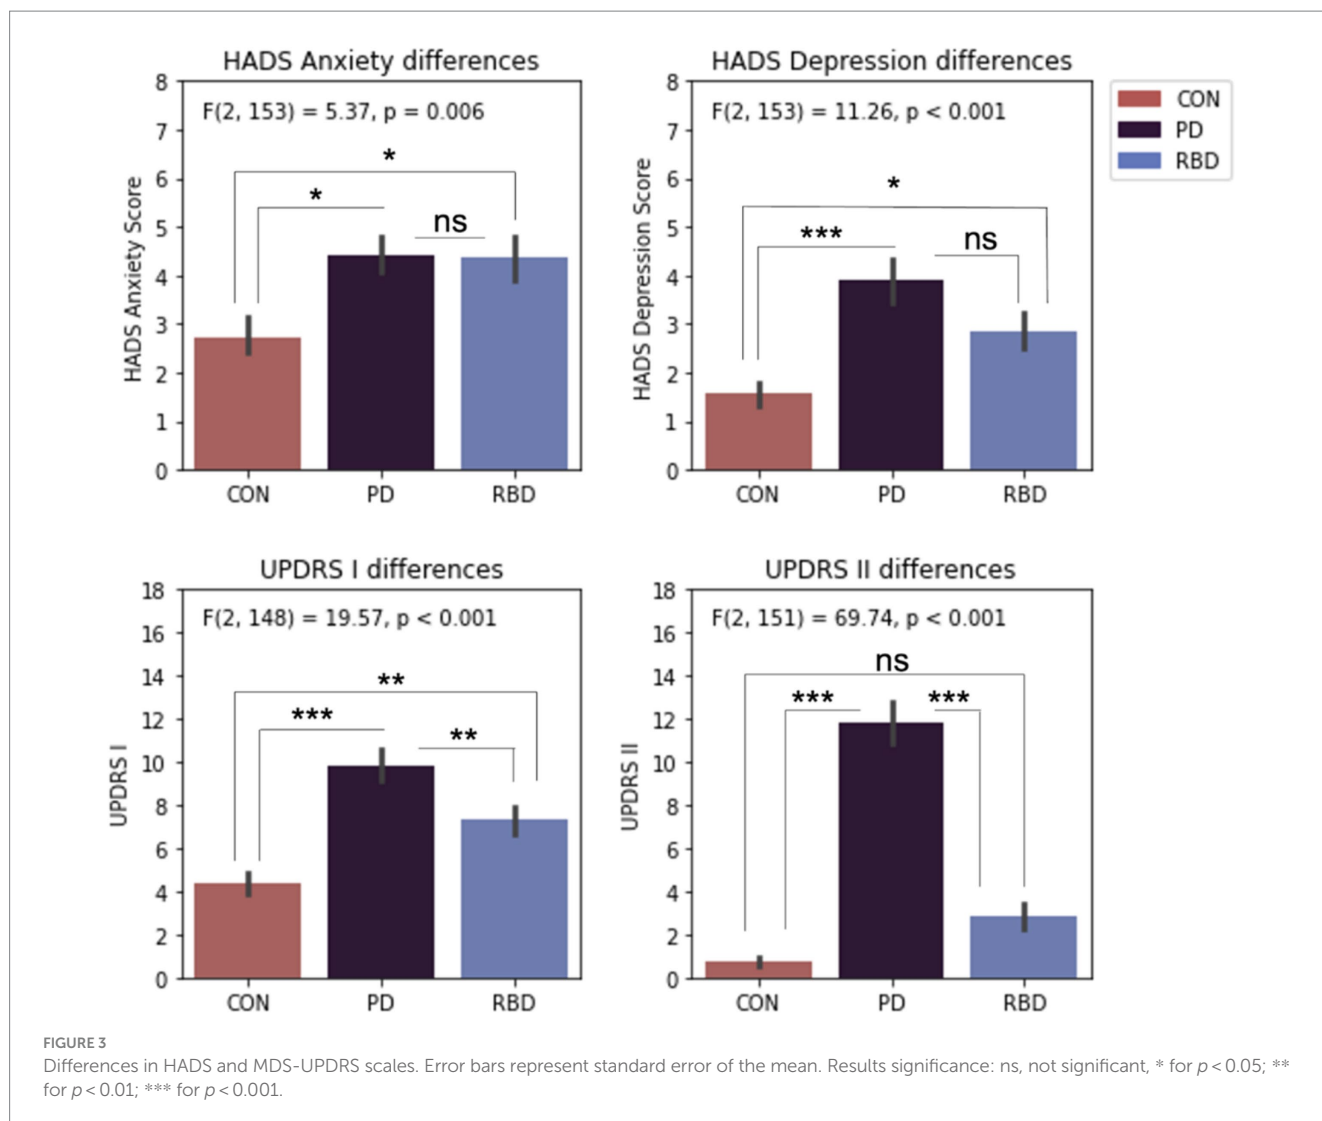 HADS Anxiety differences
F(2, 153) = 5.37, p = 0.006
HADS Anxiety Score
8
7
6
5
4
3
2
1
0
*
*
ns
CON
PD
RBD
HADS Depression differences
F(2, 153) = 11.26, p < 0.001
HADS Depression Score
8
7
6
5
4
3
2
1
0
*
***
ns
CON
PD
RBD
CON
PD
RBD
UPDRS I differences
F(2, 148) = 19.57, p < 0.001
UPDRS I
18
16
14
12
10
8
6
4
2
0
**
***
**
CON
PD
RBD
UPDRS II differences
F(2, 151) = 69.74, p < 0.001
UPDRS II
18
16
14
12
10
8
6
4
2
0
ns
***
***
CON
PD
RBD
FIGURE 3
Differences in HADS and MDS-UPDRS scales. Error bars represent standard error of the mean. Results significance: ns, not significant, * for p < 0.05; **
for p < 0.01; *** for p < 0.001.